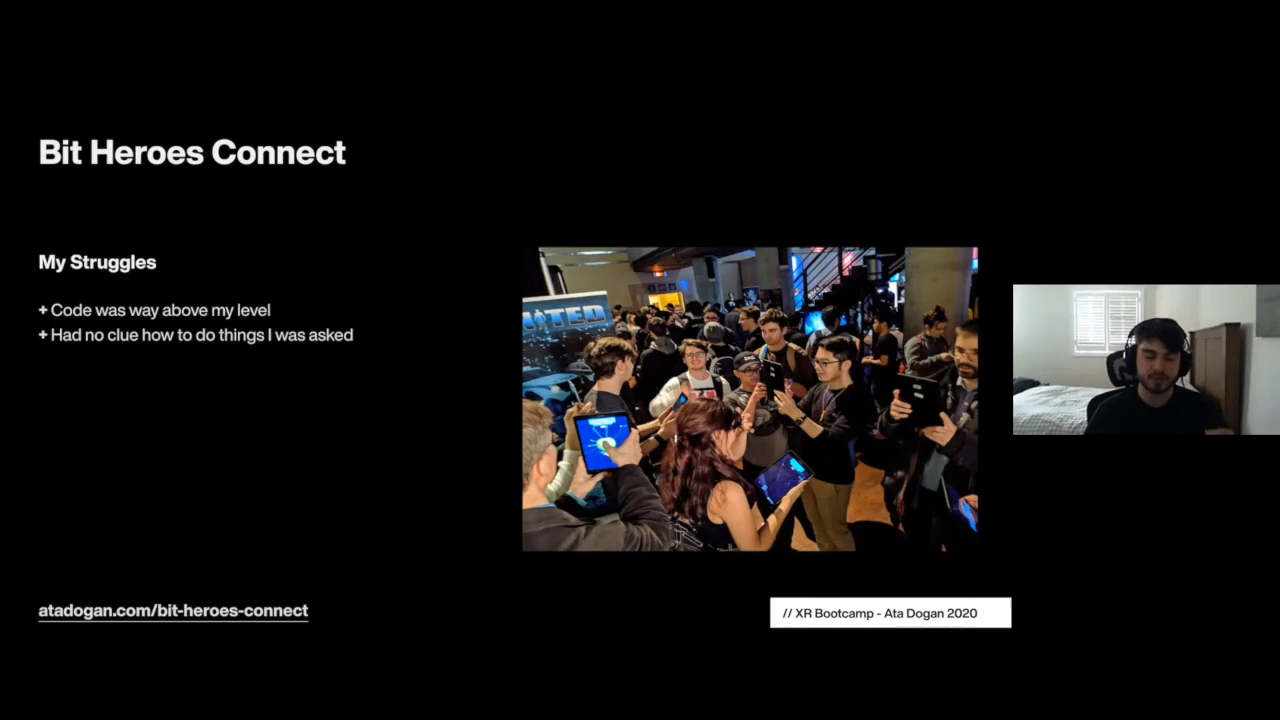 Bit Heroes Connect
My Struggles
+ Code was way above my level
+ Had no clue how to do things I was asked
NITED
atadogan.com/bit-heroes-connect
// XR Bootcamp - Ata Dogan 2020